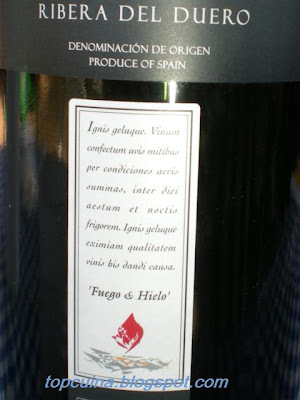 RIBERA DEL DUERO
DENOMINACIÓN DE ORIGEN
PRODUCE OF SPAIN
Ignis geluque. Vinum
confectum uvis mitibus
per condiciones aeris
summas, inter diei
aestum et noctis
frigorem. Ignis geluque
eximiam qualitatem
vinis his dandi causa.
'Fuego & Hielo'
topcuina.blogspot.com